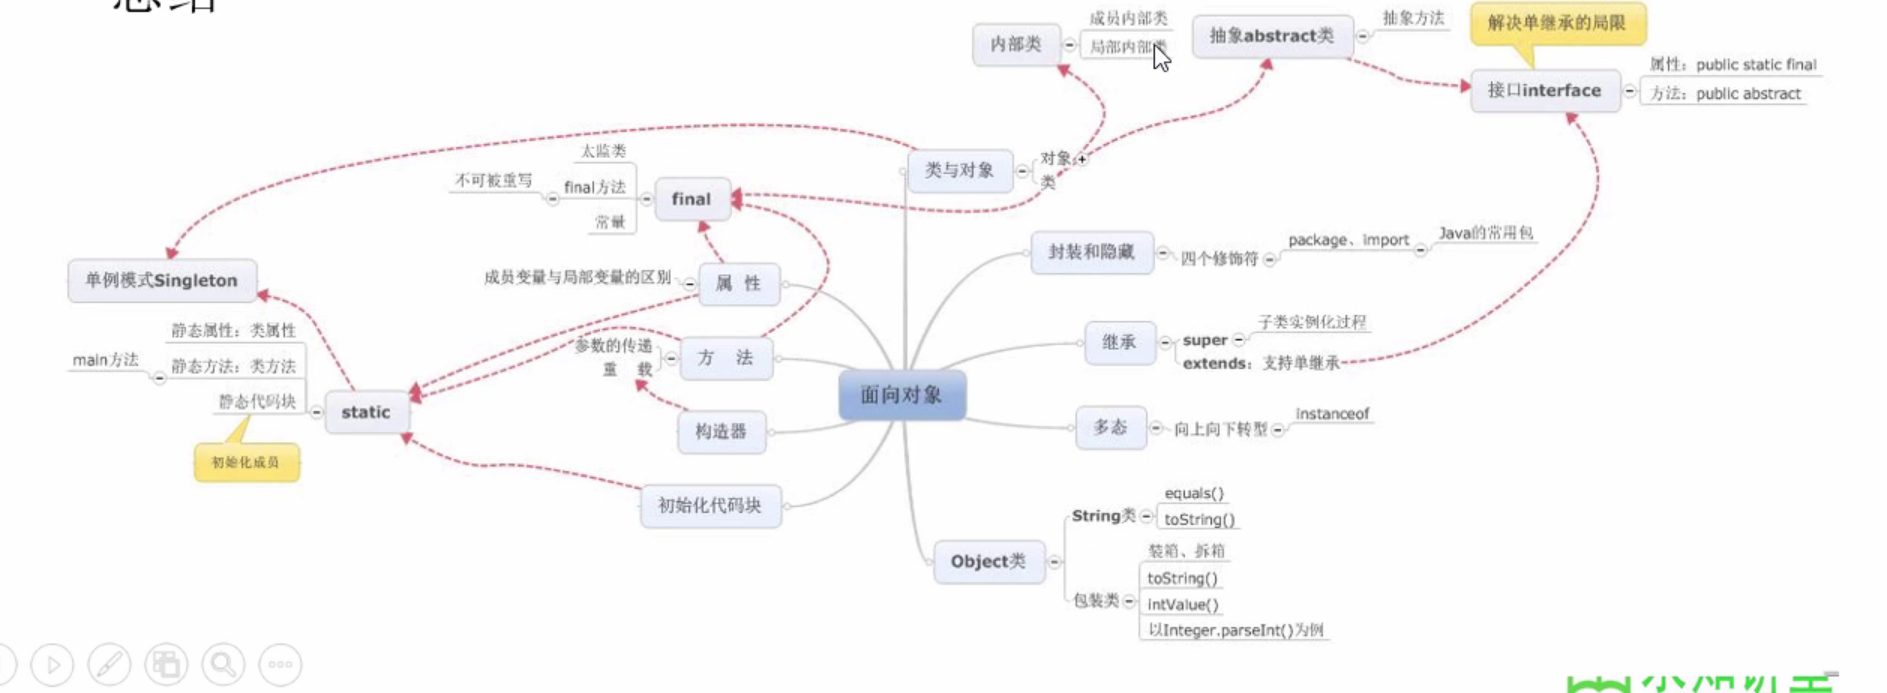 总结
内部类
成员内部类
局部内部类
抽象abstract类
抽象方法
解决单继承的局限
接口interface
属性：public static final
方法：public abstract
类与对象
对象
类
太监类
final方法
不可被重写
常量
final
单例模式Singleton
成员变量与局部变量的区别
属 性
封装和隐藏
四个修饰符
package、import
Java的常用包
静态属性：类属性
main方法
静态方法：类方法
静态代码块
static
初始化成员
参数的传递
重 载
方 法
继承
super
子类实例化过程
extends：支持单继承
面向对象
构造器
多态
向上向下转型
instanceof
初始化代码块
Object类
String类
equals()
toString()
包装类
装箱、拆箱
toString()
intValue()
以Integer.parseInt()为例